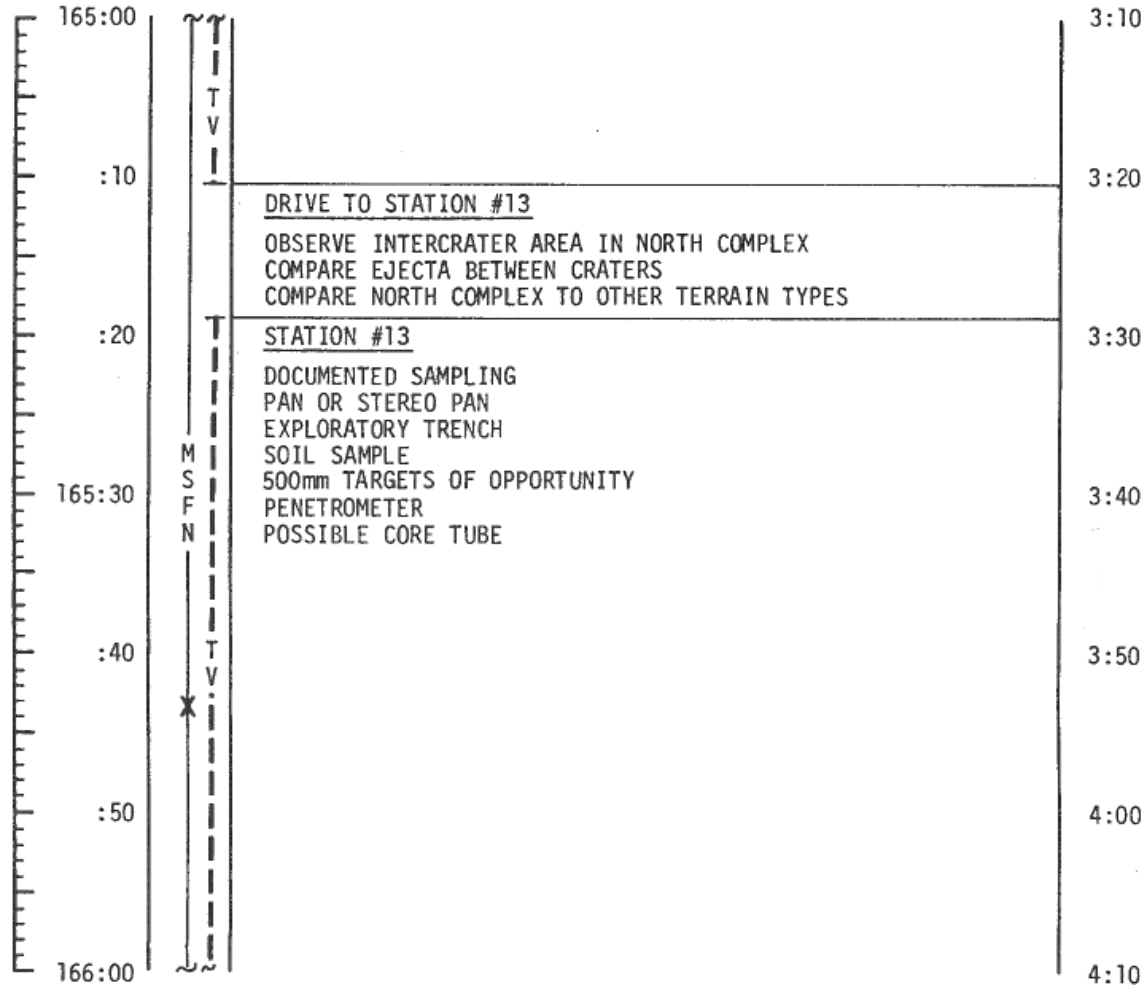 165:00
3:10
TV
:10
3:20
DRIVE TO STATION #13
OBSERVE INTERCRATER AREA IN NORTH COMPLEX
COMPARE EJECTA BETWEEN CRATERS
COMPARE NORTH COMPLEX TO OTHER TERRAIN TYPES
:20
3:30
STATION #13
DOCUMENTED SAMPLING
PAN OR STEREO PAN
EXPLORATORY TRENCH
SOIL SAMPLE
500mm TARGETS OF OPPORTUNITY
PENETROMETER
POSSIBLE CORE TUBE
MSFN
165:30
3:40
:40
3:50
TV
X
:50
4:00
166:00
4:10